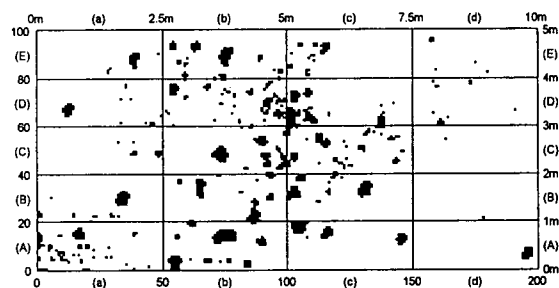 0m (a) 2.5m (b) 5m (c) 7.5m (d) 10m
100 5m
(E) (E)
80 4m
(D) (D)
60 3m
(C) (C)
40 2m
(B) (B)
20 1m
(A) (A)
0 0m
0 (a) 50 (b) 100 (c) 150 (d) 200